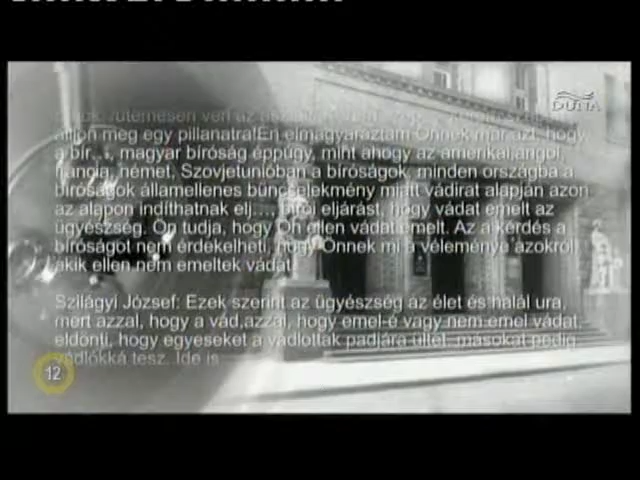 DUNA
álljon meg egy pillanatra!Én elmagyaráztam Önnek már azt, hogy
a bír..., magyar bíróság éppúgy, mint ahogy az amerikai,angol,
francia, német, Szovjetunióban a bíróságok, minden országba a
bíróságok államellenes bűncselekmény miatt vádirat alapján azon
az alapon indíthatnak elj...., bírói eljárást, hogy vádat emelt az
ügyészség. Ön tudja, hogy Ön ellen vádat emelt. Az a kérdés a
bíróságot nem érdekelheti, hogy Önnek mi a véleménye azokról,
akik ellen nem emeltek vádat.
Szilágyi József: Ezek szerint az ügyészség az élet és halál ura,
mert azzal, hogy a vád,azzal, hogy emel-é vagy nem emel vádat,
eldönti, hogy egyeseket a vádlottak padjára ültet, másokat pedig
vádlókká tesz. Ide is
12